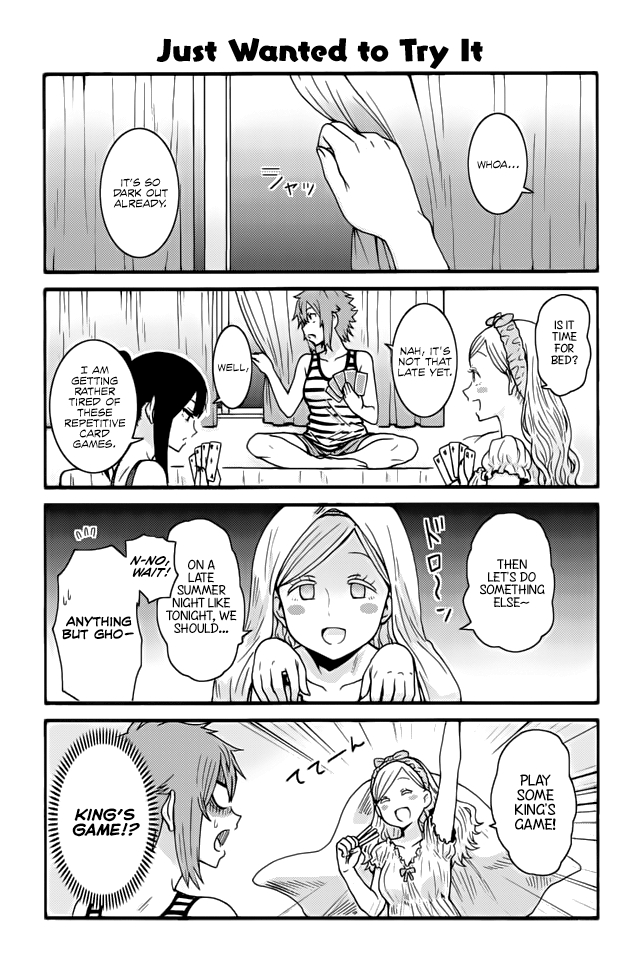 Just Wanted to Try It
WHOA...
シャッ
IT'S SO
DARK OUT
ALREADY.
IS IT
TIME FOR
BED?
NAH, IT'S
NOT THAT
LATE YET.
WELL,
I AM
GETTING
RATHER
TIRED OF
THESE
REPETITIVE
CARD
GAMES.
THEN
LET'S DO
SOMETHING
ELSE~
ドロ〜ン
ON A
LATE
SUMMER
NIGHT LIKE
TONIGHT, WE
SHOULD...
N-NO,
WAIT!
ANYTHING
BUT GHO-
PLAY
SOME
KING'S
GAME!
ててーん
KING'S
GAME!?